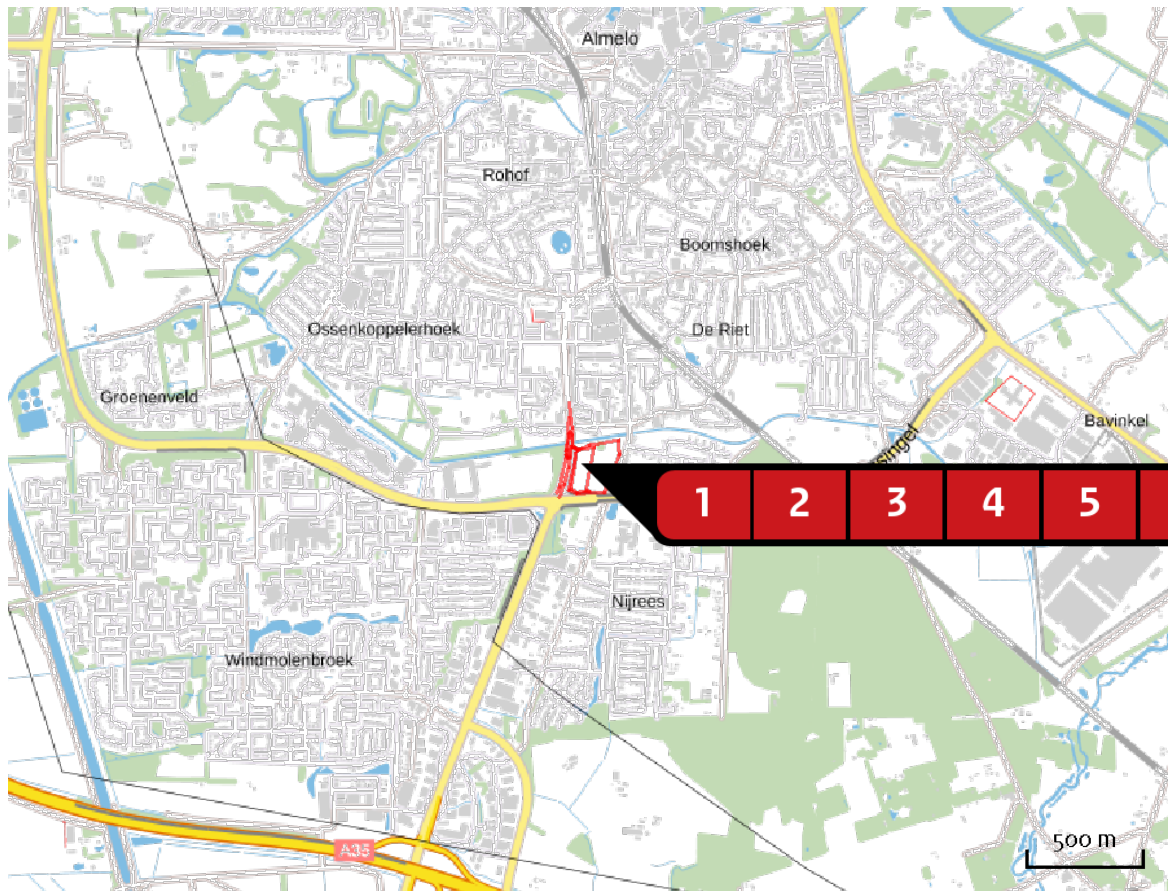 Almelo
Rohof
Boomshoek
Ossenkoppelerhoek
De Riet
Groenenveld
Bavinkel
singel
1 2 3 4 5
Nijrees
Windmolenbroek
A35
500 m